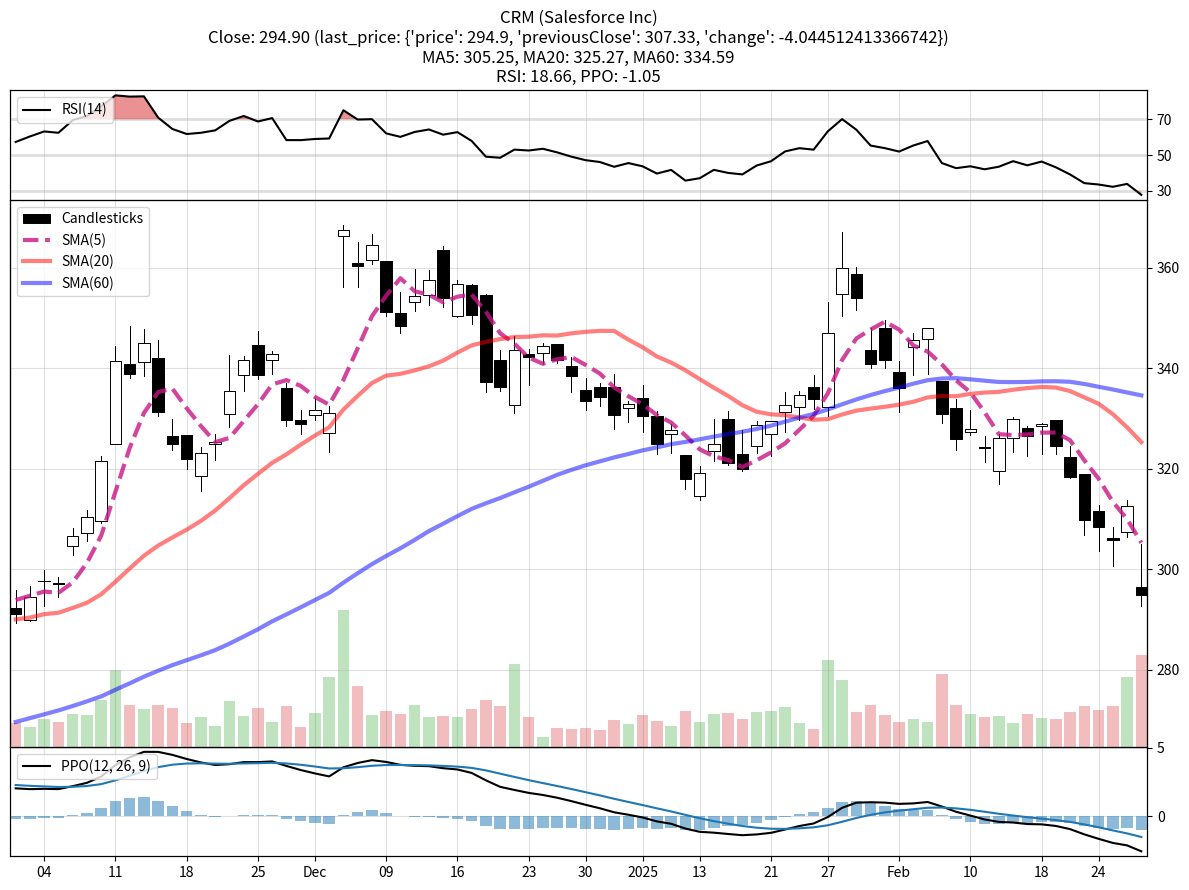 CRM (Salesforce Inc)
Close: 294.90 (last_price: {'price': 294.9, 'previousClose': 307.33, 'change': -4.044512413366742})
MA5: 305.25, MA20: 325.27, MA60: 334.59
RSI: 18.66, PPO: -1.05
RSI(14)
70
50
30
Candlesticks
SMA(5)
SMA(20)
SMA(60)
360
340
320
300
280
PPO(12, 26, 9)
5
0
04 11 18 25 Dec 09 16 23 30 2025 13 21 27 Feb 10 18 24